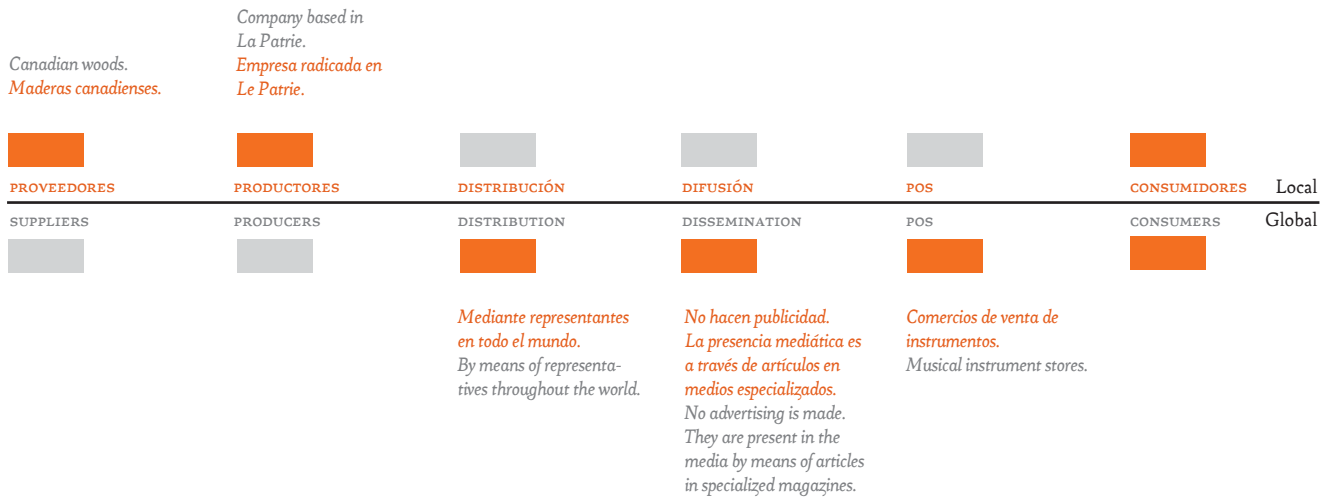 Canadian woods.
Maderas canadienses.
Company based in
La Patrie.
Empresa radicada en
Le Patrie.
PROVEEDORES
PRODUCTORES
DISTRIBUCIÓN
DIFUSIÓN
POS
CONSUMIDORES
Local
SUPPLIERS
PRODUCERS
DISTRIBUTION
DISSEMINATION
POS
CONSUMERS
Global
Mediante representantes
en todo el mundo.
By means of representa-
tives throughout the world.
No hacen publicidad.
La presencia mediática es
a través de artículos en
medios especializados.
No advertising is made.
They are present in the
media by means of articles
in specialized magazines.
Comercios de venta de
instrumentos.
Musical instrument stores.